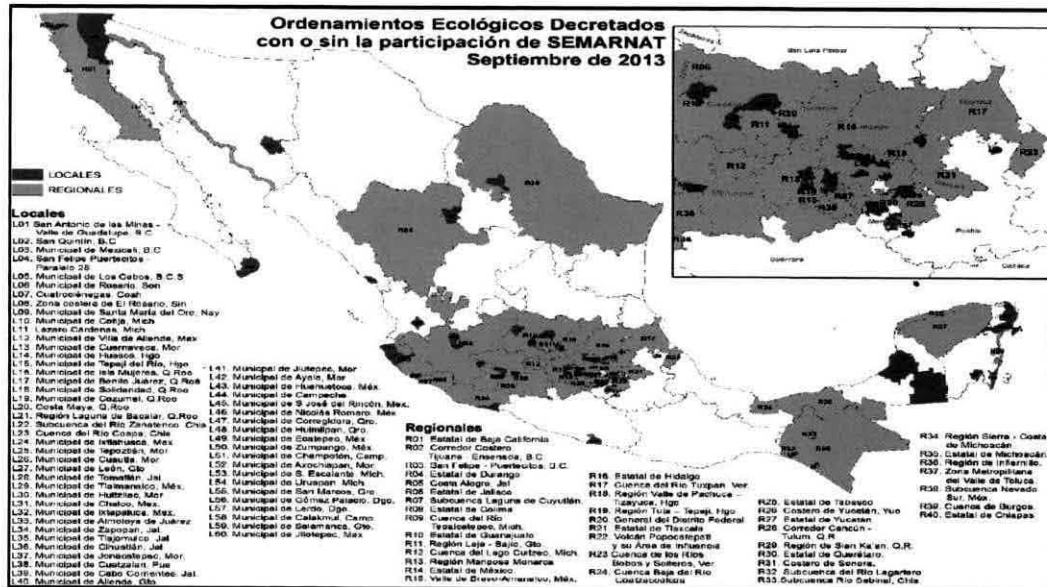 Ordenamientos Ecológicos Decretados
con o sin la participación de SEMARNAT
Septiembre de 2013
LOCALES
REGIONALES
Locales
L01 San Antonio de las Minas -
Valle de Guadalupe, B.C.
L02. San Quintín, B.C
L03. Municipal de Mexicali, B.C
L04. San Felipe Puertecitos -
Paralelo 28
L05. Municipal de Los Cabos, B.C.S
L06 Municipal de Rosario, Son
L07. Cuatrociénegas, Coah
L08. Zona costera de El Rosario, Sin
L09. Municipal de Santa María del Oro, Nay
L10. Municipal de Cotija, Mich
L11 Lázaro Cárdenas, Mich
L12. Municipal de Villa de Allende, Mex
L13. Municipal de Cuernavaca, Mor
L14. Municipal de Huasca, Hgo
L15. Municipal de Tepeji del Río, Hgo
L16. Municipal de Isla Mujeres, Q.Roo
L17. Municipal de Benito Juárez, Q.Roo
L18. Municipal de Solidaridad, Q.Roo
L19. Municipal de Cozumel, Q.Roo
L20. Costa Maya, Q.Roo
L21. Región Laguna de Bacalar, Q.Roo
L22. Subcuenca del Río Zanatenco, Chis
L23. Cuenca del Río Coapa, Chis
L24. Municipal de Ixtlahuaca, Mex
L25. Municipal de Tepoztlán, Mor
L26. Municipal de Cuautla, Mor
L27. Municipal de León, Gto
L28. Municipal de Tomatlán, Jal
L29. Municipal de Tlalmanalco, Méx.
L30. Municipal de Huitzilac, Mor
L31. Municipal de Chalco, Mex.
L32. Municipal de Ixtapaluca, Mex.
L33. Municipal de Almoloya de Juárez
L34. Municipal de Zapopan, Jal
L35. Municipal de Tlajomulco, Jal
L36. Municipal de Cihuatlán, Jal
L37. Municipal de Jonacatepec, Mor.
L38. Municipal de Cuetzalan, Pue
L39. Municipal de Cabo Corrientes, Jal.
L40. Municipal de Allende, Gto
L41. Municipal de Jiutepec, Mor
L42 Municipal de Ayala, Mor
L43. Municipal de Huehuetoca, Méx.
L44. Municipal de Campeche
L45. Municipal de S José del Rincón, Mex.
L46. Municipal de Nicolás Romero, Mex.
L47. Municipal de Corregidora, Qro.
L48. Municipal de Huimilpan, Qro.
L49. Municipal de Ecatepec, Méx
L50. Municipal de Zumpango, Méx
L51. Municipal de Champotón, Camp.
L52. Municipal de Axochiapan, Mor
L53. Municipal de S. Escalante, Mich.
L54 Municipal de Uruapan, Mich
L55. Municipal de San Marcos, Gro
L56. Municipal de Gómez Palacio, Dgo.
L57 Municipal de Lerdo, Dgo
L58 Municipal de Calakmul, Camp
L59. Municipal de Salamanca, Gto.
L60. Municipal de Jilotepec, Mex
Regionales
R01 Estatal de Baja California
R02 Corredor Costero
Tijuana - Ensenada, B.C.
R03 San Felipe - Puertecitos, B.C.
R04 Estatal de Durango
R05 Costa Alegre, Jal
R06 Estatal de Jalisco
R07 Subcuenca Laguna de Cuyutlán,
R08 Estatal de Colima
R09 Cuenca del Río
Tepalcatepec, Mich.
R10 Estatal de Guanajuato
R11 Región Laja - Bajío, Gto
R12 Cuenca del Lago Cuitzeo, Mich.
R13. Región Mariposa Monarca
R14 Estatal de México
R15. Valle de Bravo-Amanalco, Méx.
R16 Estatal de Hidalgo
R17 Cuenca del Río Tuxpan, Ver.
R18. Región Valle de Pachuca -
Tizayuca, Hgo
R19. Región Tula - Tepeji, Hgo
R20. General del Distrito Federal
R21 Estatal de Tlaxcala
R22. Volcán Popocatépetl
y su Área de Influencia
R23 Cuenca de los Ríos
Bobos y Solteros, Ver
R24. Cuenca Baja del Río
Coatzacoalcos
R25. Estatal de Tabasco
R26 Costero de Yucatán, Yuc
R27 Estatal de Yucatán
R28 Corredor Cancún -
Tulum, Q.R
R29 Región de Sian Ka'an, Q.R.
R30 Estatal de Querétaro.
R31 Costero de Sonora.
R32 Subcuenca del Río Lagartero
R33. Subcuenca Río Sabinal, Chis.
R34 Región Sierra - Costa
de Michoacán
R35. Estatal de Michoacán
R36. Región de Infiernillo.
R37. Zona Metropolitana
del Valle de Toluca.
R38. Subcuenca Nevado
Sur, Méx.
R39. Cuenca de Burgos.
R40. Estatal de Chiapas